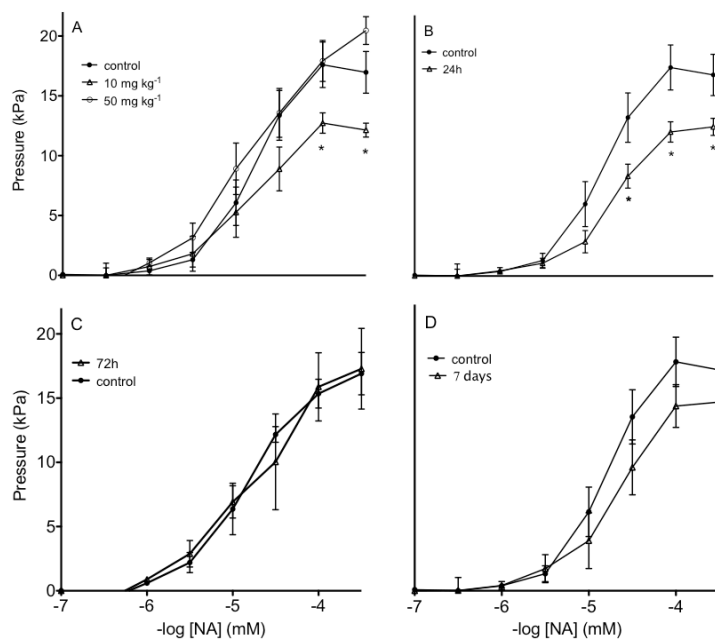 A
control
10 mg kg⁻¹
50 mg kg⁻¹
Pressure (kPa)
20
15
10
5
0
*
*
B
control
24h
*
*
*
C
72h
control
Pressure (kPa)
20
15
10
5
0
-7
-6
-5
-4
-log [NA] (mM)
D
control
7 days
-7
-6
-5
-4
-log [NA] (mM)